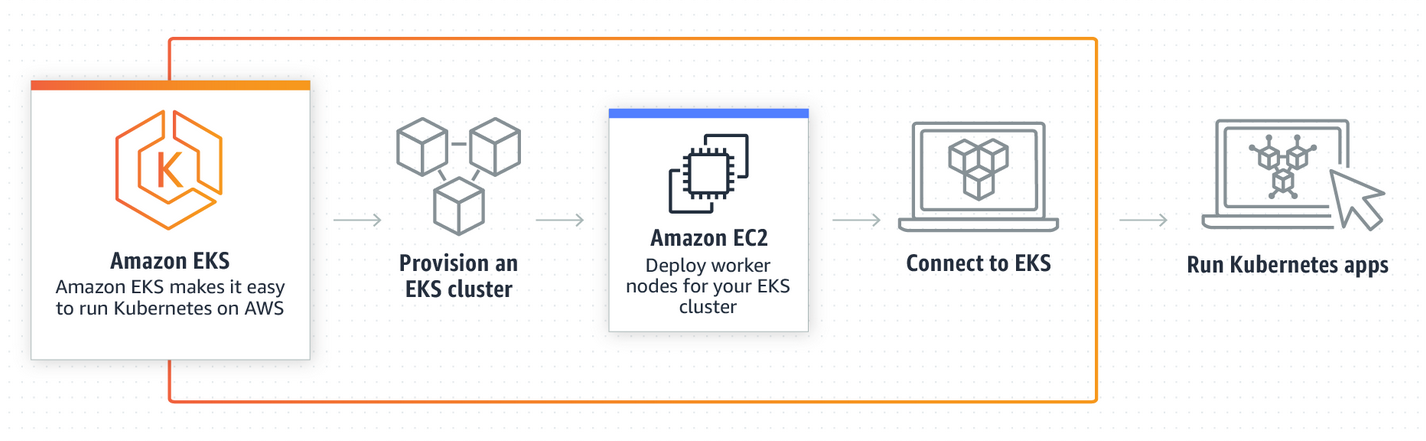 K
Amazon EKS
Amazon EKS makes it easy
to run Kubernetes on AWS
Provision an
EKS cluster
Amazon EC2
Deploy worker
nodes for your EKS
cluster
Connect to EKS
Run Kubernetes apps